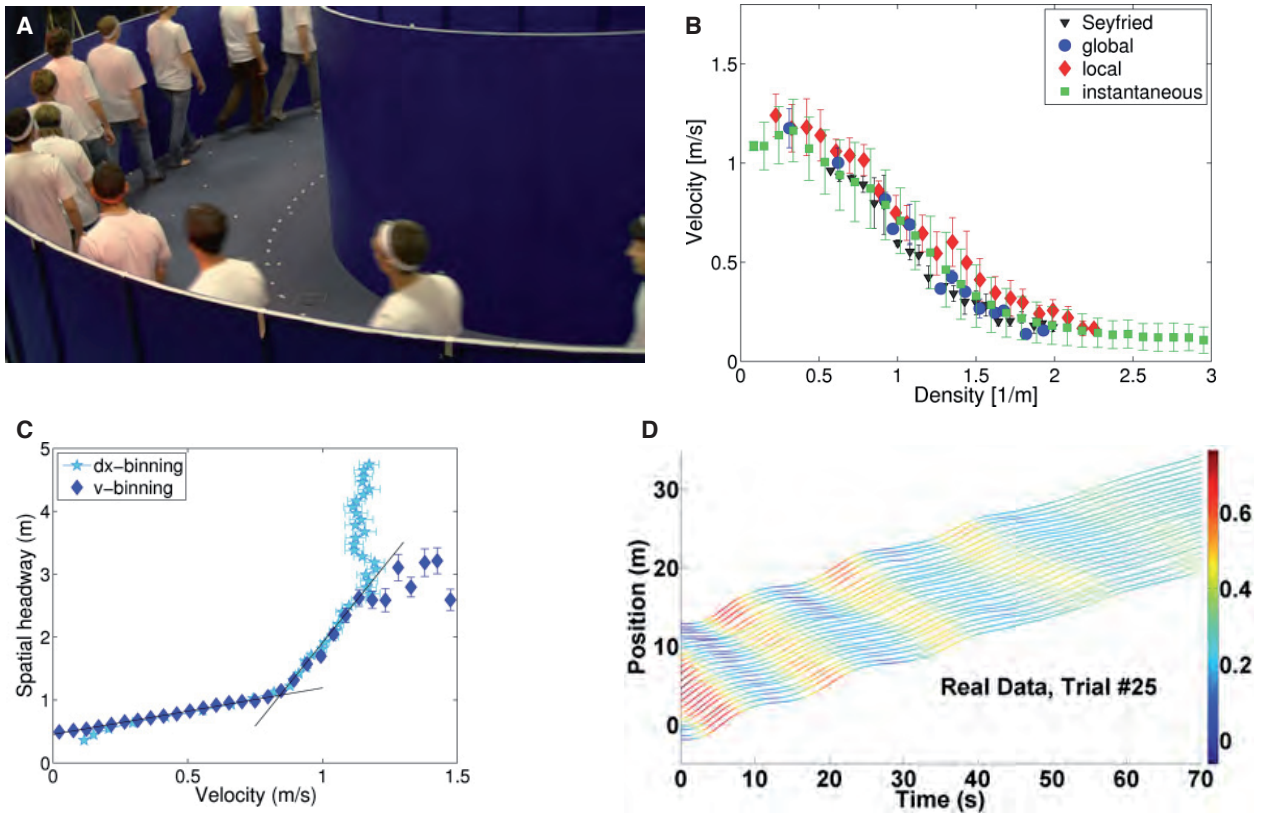 A
B
Velocity [m/s]
1.5
1
0.5
0
0 0.5 1 1.5 2 2.5 3
Density [1/m]
Seyfried
global
local
instantaneous
C
Spatial headway (m)
5
4
3
2
1
0
0 0.5 1 1.5
Velocity (m/s)
dx-binning
v-binning
D
Position (m)
30
20
10
0
0 10 20 30 40 50 60 70
Time (s)
Real Data, Trial #25
0.6
0.4
0.2
0